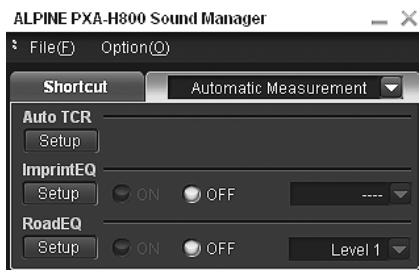 ALPINE PXA-H800 Sound Manager
File(F) Option(O)
Shortcut Automatic Measurement
Auto TCR
Setup
ImprintEQ
Setup ON OFF ----
RoadEQ
Setup ON OFF Level 1